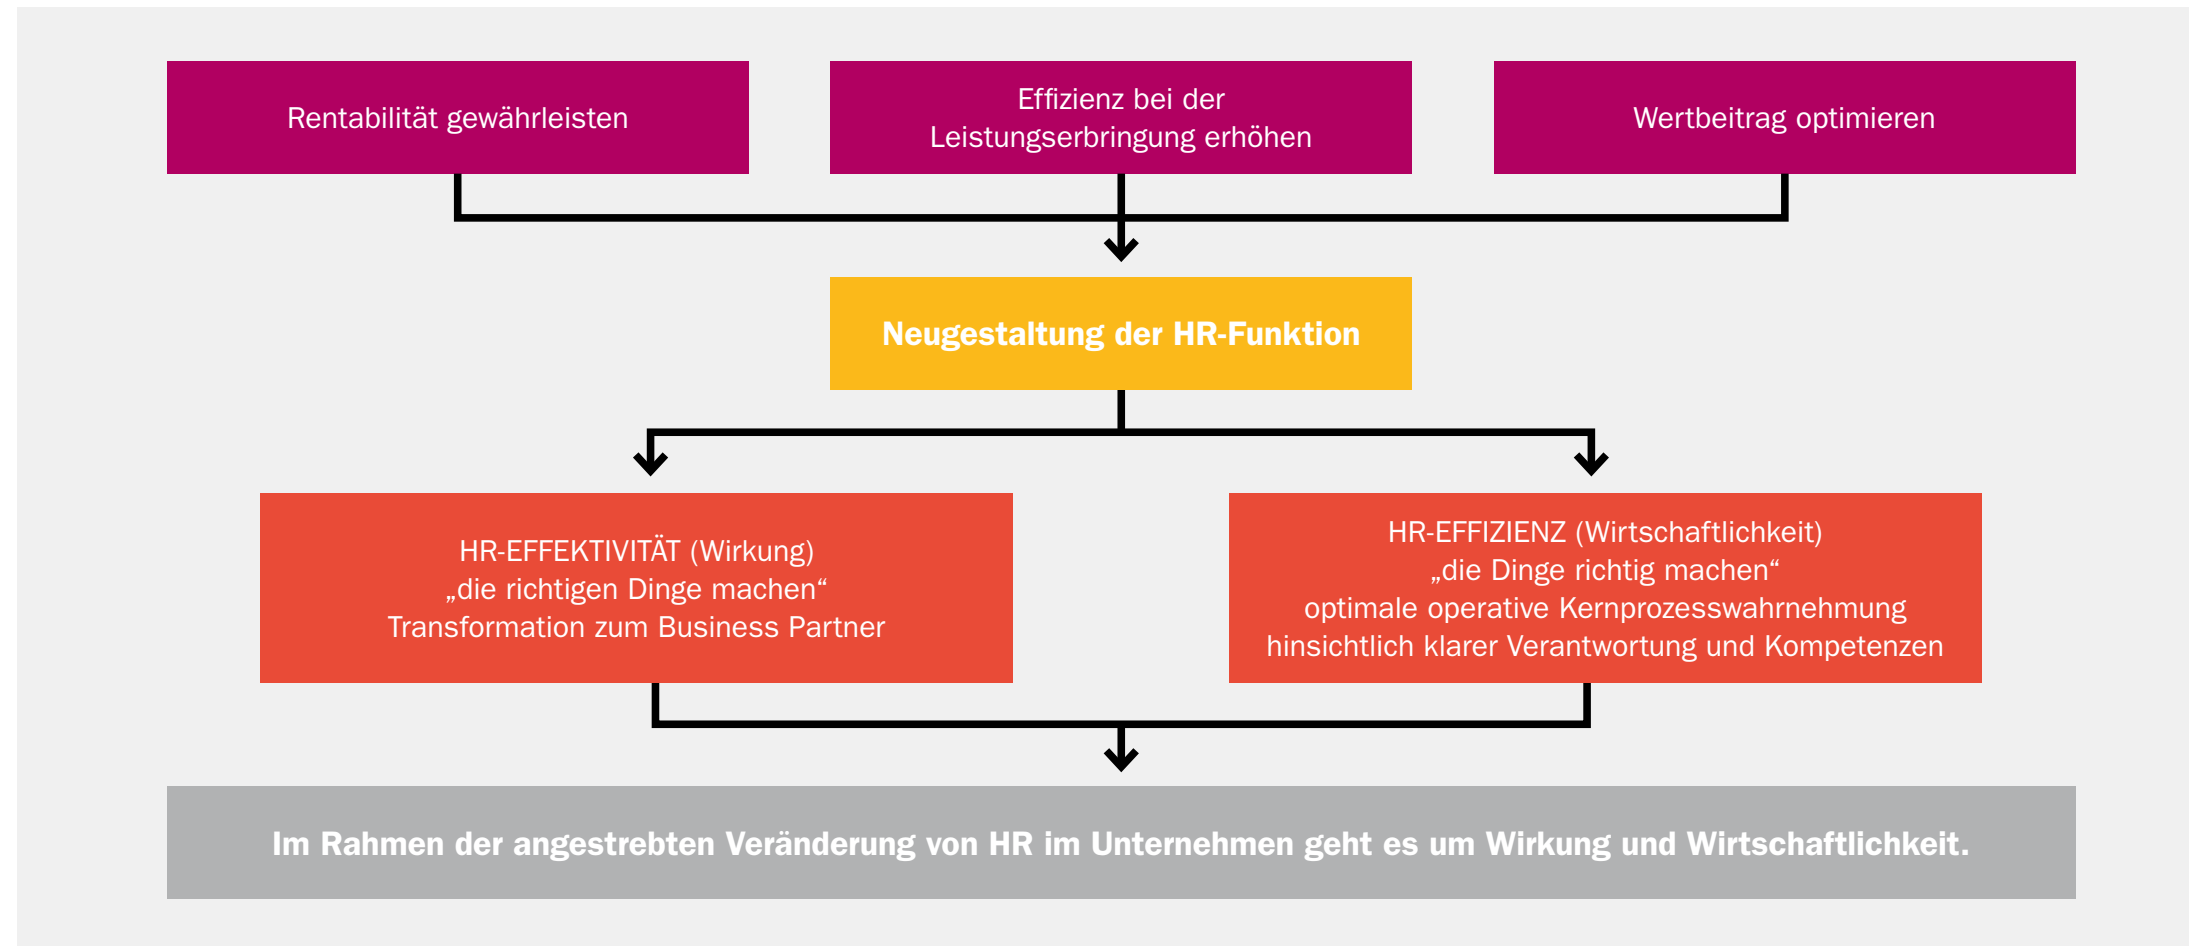 Rentabilität gewährleisten
Effizienz bei der
Leistungserbringung erhöhen
Wertbeitrag optimieren
Neugestaltung der HR-Funktion
HR-EFFEKTIVITÄT (Wirkung)
„die richtigen Dinge machen“
Transformation zum Business Partner
HR-EFFIZIENZ (Wirtschaftlichkeit)
„die Dinge richtig machen“
optimale operative Kernprozesswahrnehmung
hinsichtlich klarer Verantwortung und Kompetenzen
Im Rahmen der angestrebten Veränderung von HR im Unternehmen geht es um Wirkung und Wirtschaftlichkeit.